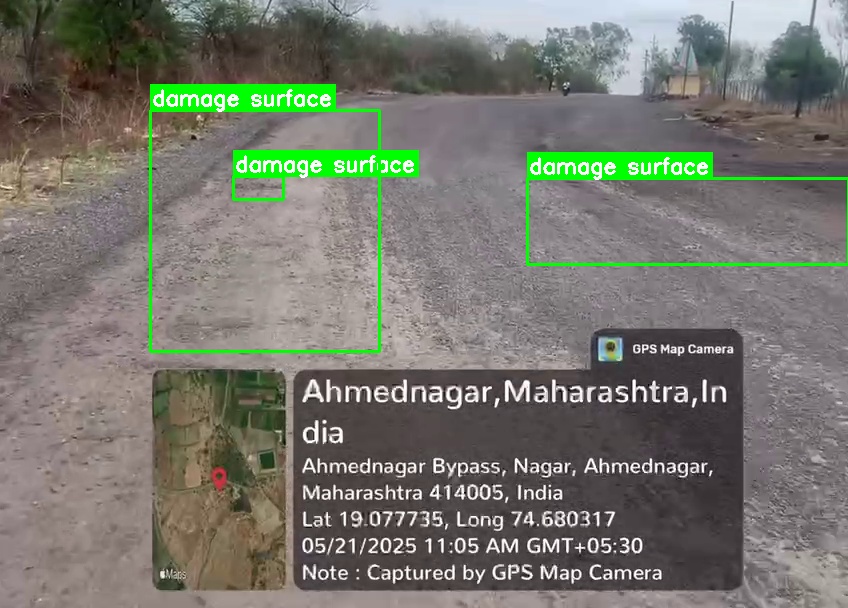 damage surface
damage surface
damage surface
GPS Map Camera
Ahmednagar,Maharashtra,In
dia
Ahmednagar Bypass, Nagar, Ahmednagar,
Maharashtra 414005, India
Lat 19.077735, Long 74.680317
05/21/2025 11:05 AM GMT+05:30
Note : Captured by GPS Map Camera
Maps